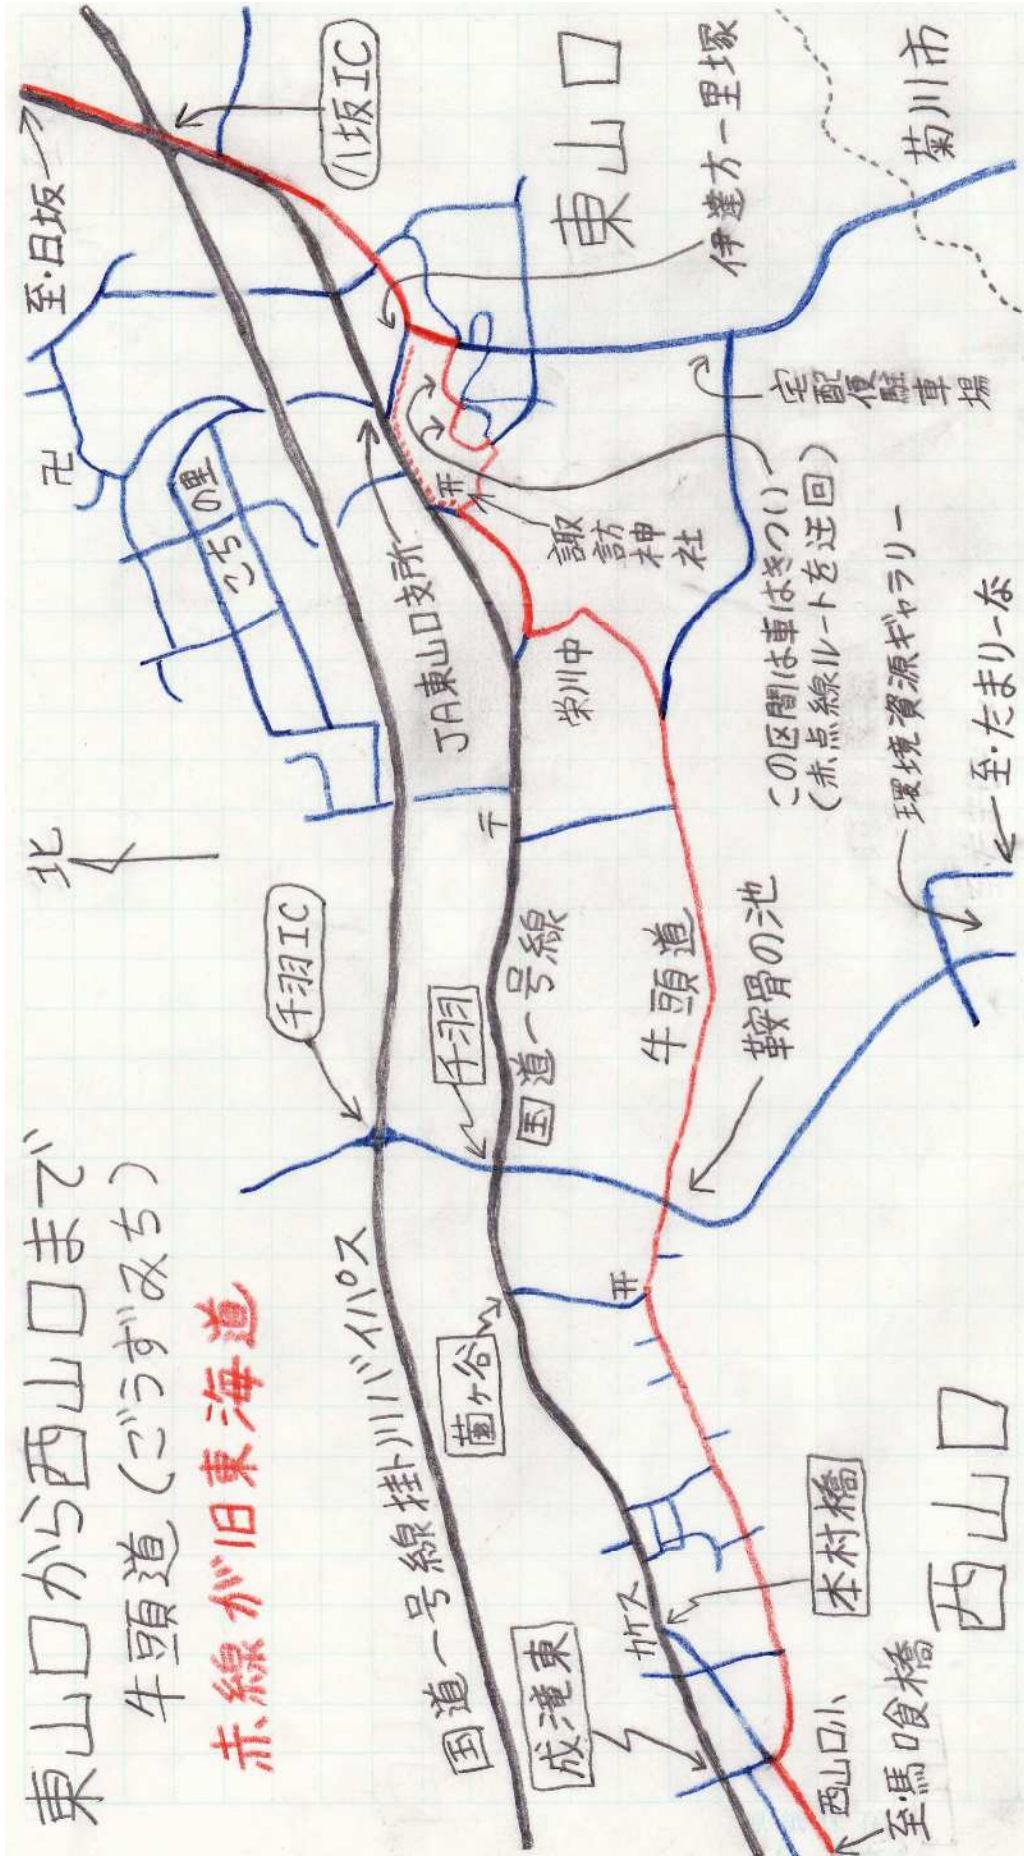 東山口から西山口まで
牛頭道（ごうずみち）
赤線が旧東海道
北
至・日坂
八坂IC
千羽IC
卍
こちの里
国道一号線掛川バイパス
JA東山口支所
東山口
伊達方一里塚
菊川市
宅配便駐車場
諏訪神社
栄川中
〒
千羽
国道一号線
牛頭道
鞍骨の池
この区間は車はきつい
（赤点線ルートを迂回）
環境資源ギャラリー
至・たまりーな
薗ヶ谷
ガケス
成滝東
本村橋
西山口
西山口小
至・馬喰橋